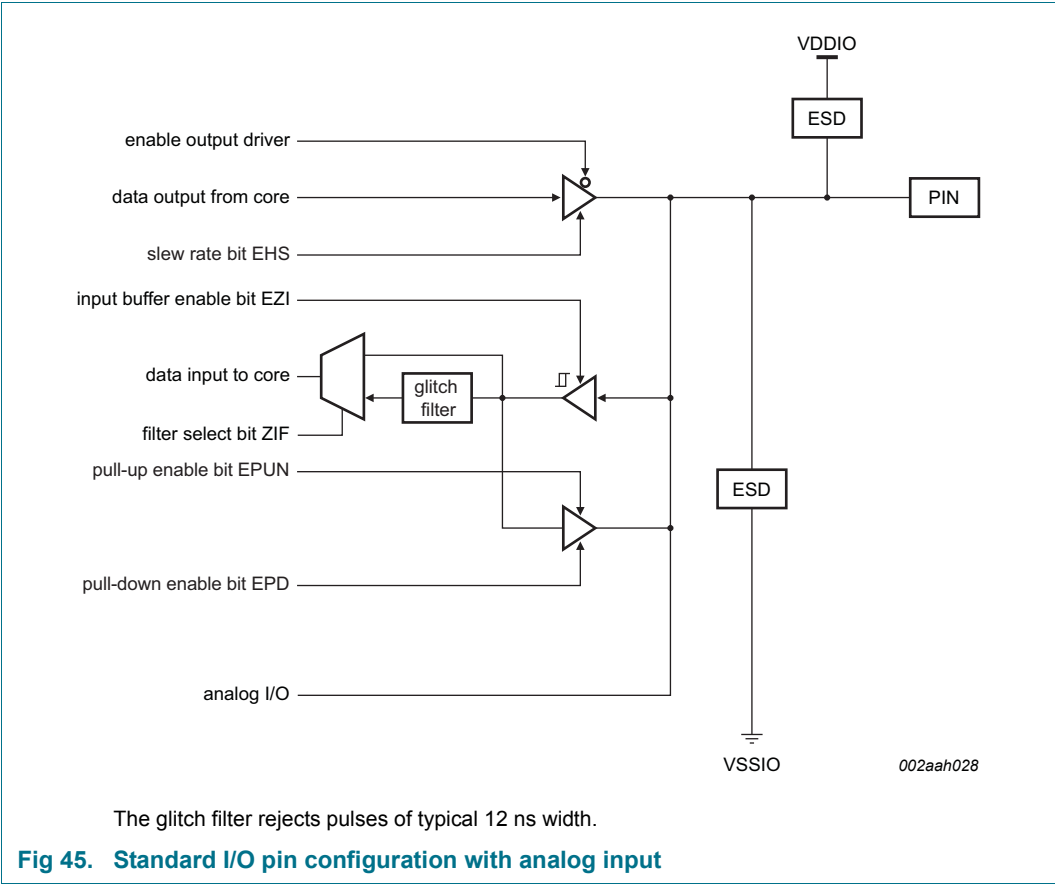 VDDIO
ESD
enable output driver
data output from core
PIN
slew rate bit EHS
input buffer enable bit EZI
data input to core
glitch
filter
filter select bit ZIF
pull-up enable bit EPUN
ESD
pull-down enable bit EPD
analog I/O
VSSIO
002aah028
The glitch filter rejects pulses of typical 12 ns width.
Fig 45. Standard I/O pin configuration with analog input